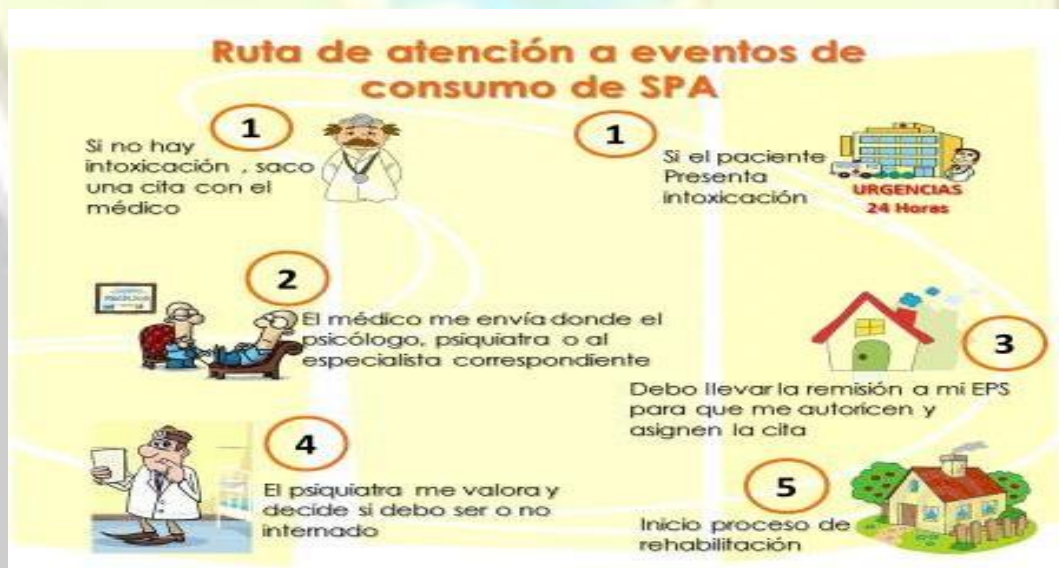 Ruta de atención a eventos de
consumo de SPA
1
Si no hay
intoxicación , saco
una cita con el
médico
1
Si el paciente
Presenta
intoxicación
URGENCIAS
24 Horas
2
El médico me envía donde el
psicólogo, psiquiatra o al
especialista correspondiente
3
Debo llevar la remisión a mi EPS
para que me autoricen y
asignen la cita
4
El psiquiatra me valora y
decide si debo ser o no
internado
5
Inicio proceso de
rehabilitación